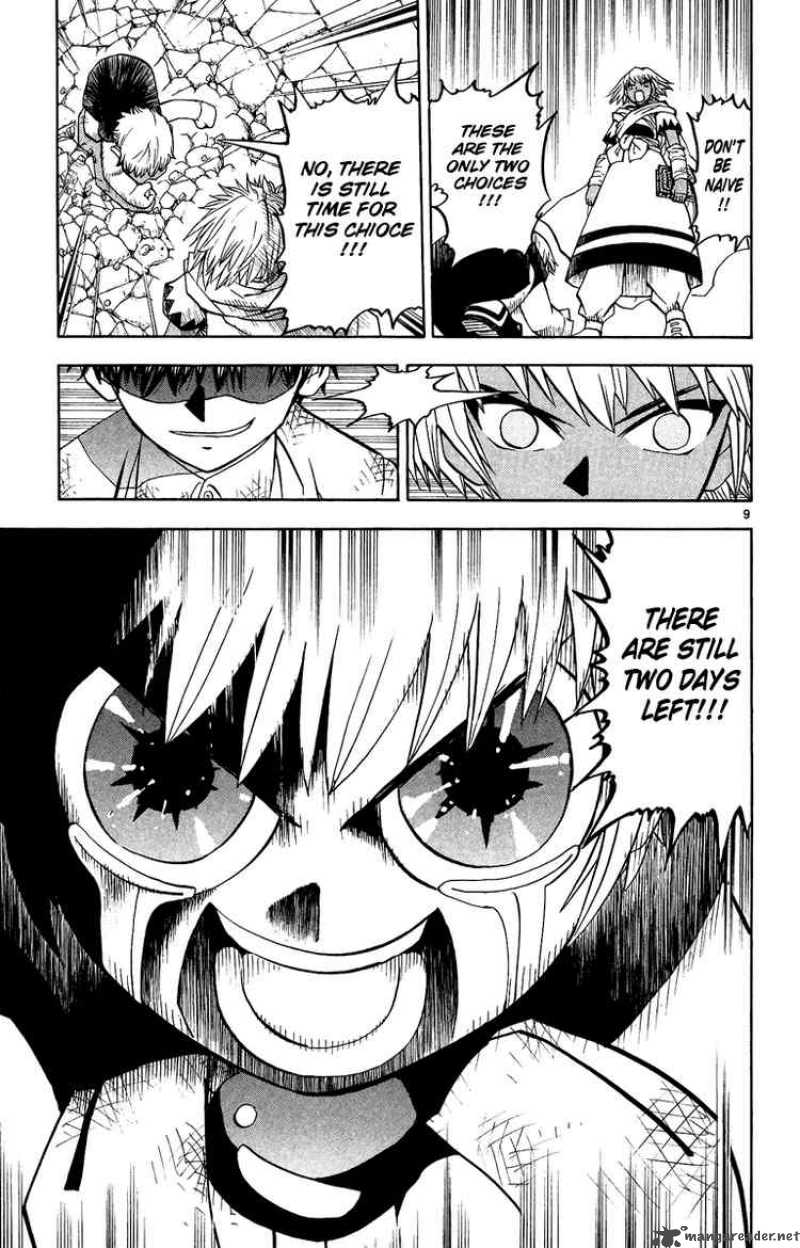 DON'T
BE
NAIVE
!!
THESE
ARE THE
ONLY TWO
CHOICES
!!!
NO, THERE
IS STILL
TIME FOR
THIS CHIOCE
!!!
9
THERE
ARE STILL
TWO DAYS
LEFT!!!
mangareader.net